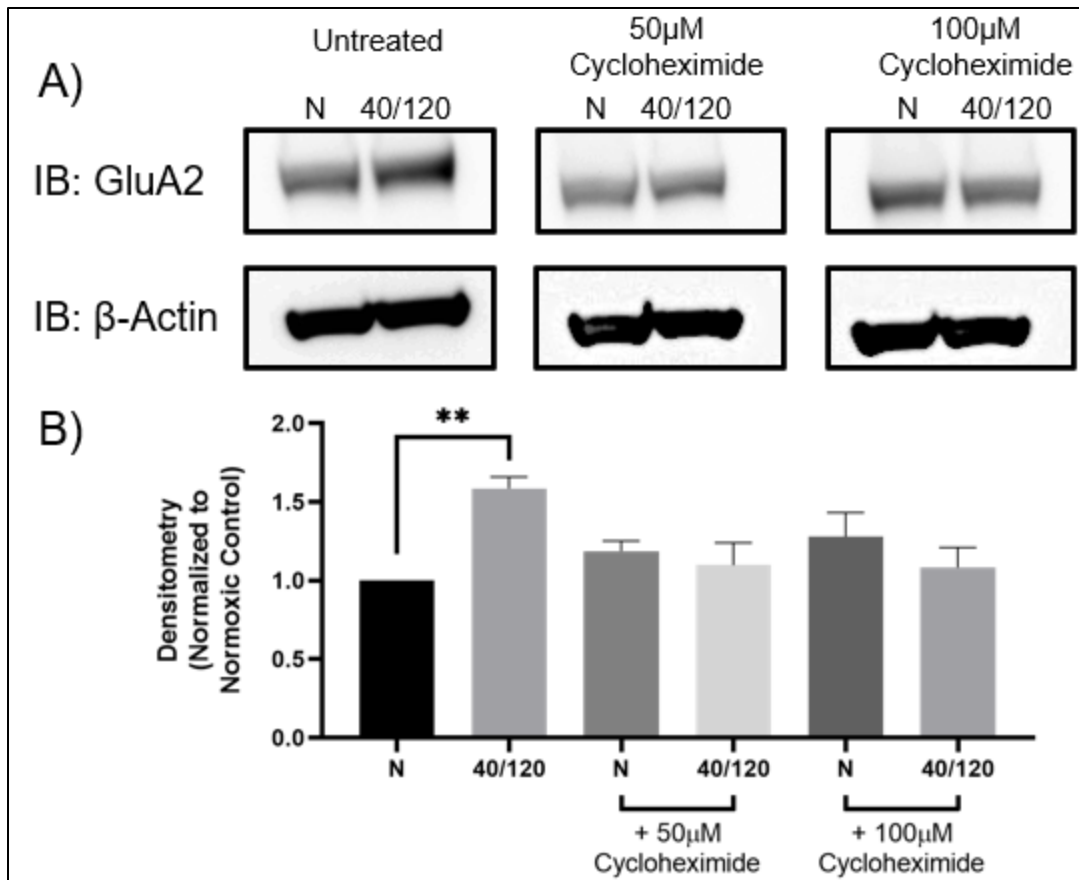 A)
Untreated
50µM
Cycloheximide
100µM
Cycloheximide
N 40/120
N 40/120
N 40/120
IB: GluA2
IB: β-Actin
B)
Densitometry
(Normalized to
Normoxic Control)
2.0
1.5
1.0
0.5
0.0
**
N 40/120 N 40/120 N 40/120
+ 50µM
Cycloheximide
+ 100µM
Cycloheximide